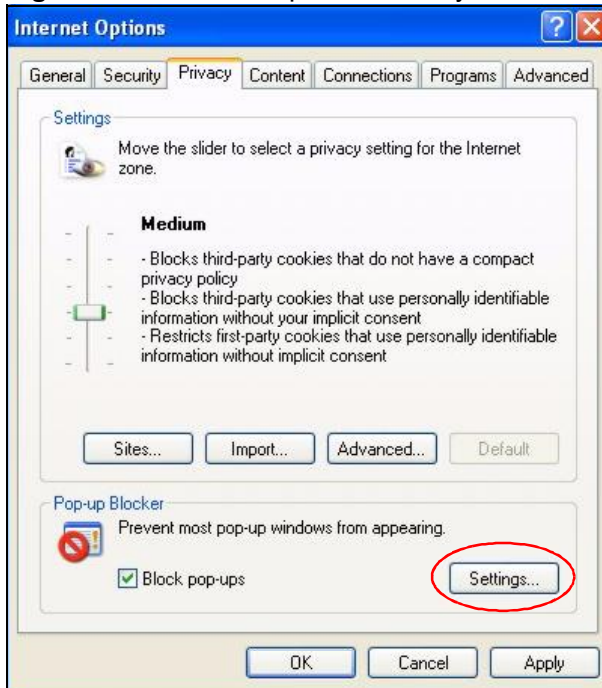 Internet Options
General Security Privacy Content Connections Programs Advanced
Settings
Move the slider to select a privacy setting for the Internet
zone.
Medium
- Blocks third-party cookies that do not have a compact
privacy policy
- Blocks third-party cookies that use personally identifiable
information without your implicit consent
- Restricts first-party cookies that use personally identifiable
information without implicit consent
Sites... Import... Advanced... Default
Pop-up Blocker
Prevent most pop-up windows from appearing.
Block pop-ups
Settings...
OK Cancel Apply